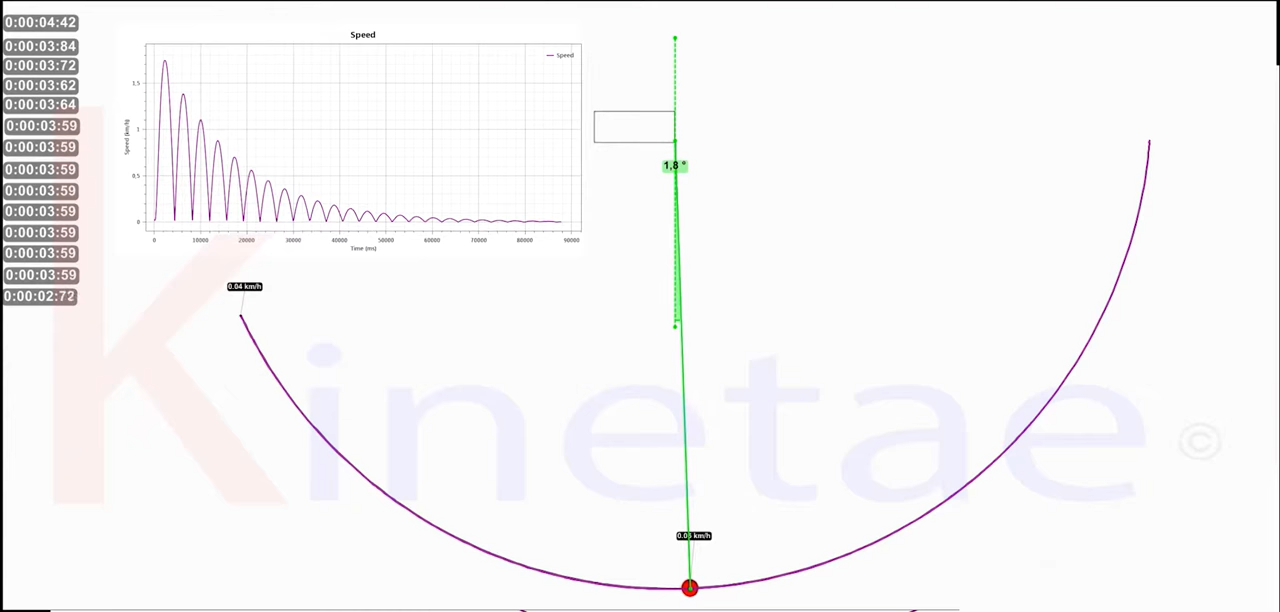 0:00:04:42
0:00:03:84
0:00:03:72
0:00:03:62
0:00:03:64
0:00:03:59
0:00:03:59
0:00:03:59
0:00:03:59
0:00:03:59
0:00:03:59
0:00:03:59
0:00:03:59
0:00:02:72
Speed
Speed
Speed (km/h)
1,5
1
0,5
0
0 10000 20000 30000 40000 50000 60000 70000 80000 90000
Time (ms)
1,8 °
0.04 km/h
km/h
Kinetae ©